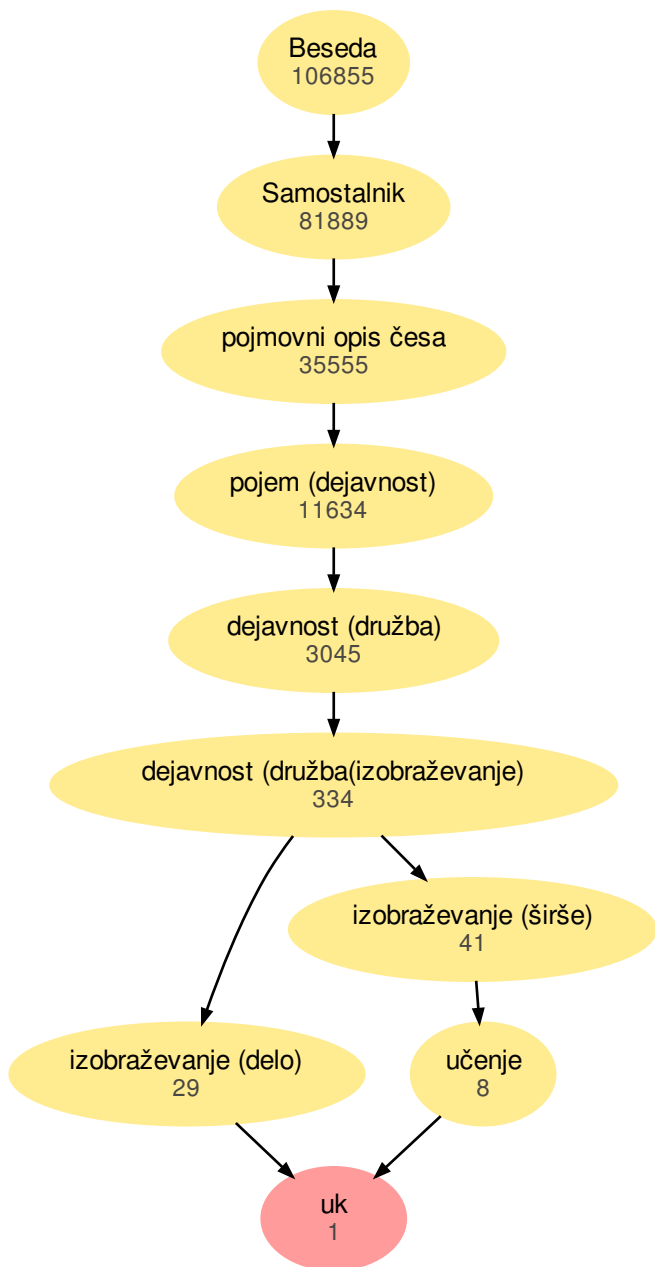 Beseda
106855
Samostalnik
81889
pojmovni opis česa
35555
pojem (dejavnost)
11634
dejavnost (družba)
3045
dejavnost (družba(izobraževanje)
334
izobraževanje (širše)
41
izobraževanje (delo)
29
učenje
8
uk
1